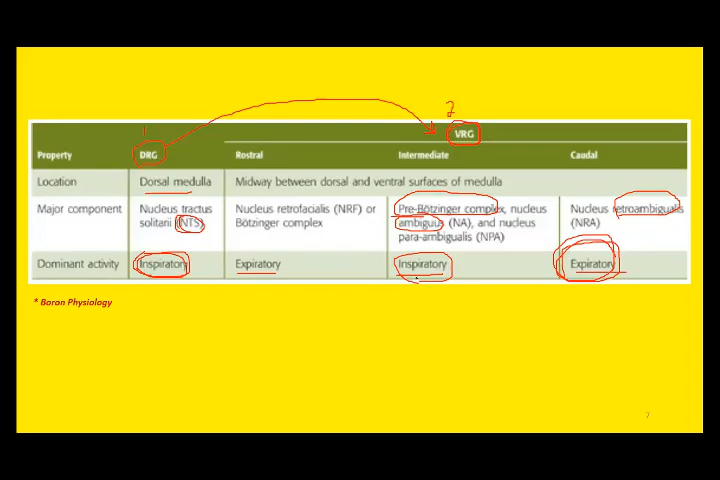 1
2
VRG
Property DRG Rostral Intermediate Caudal
Location Dorsal medulla Midway between dorsal and ventral surfaces of medulla
Major component Nucleus tractus Nucleus retrofacialis (NRF) or Pre-Bötzinger complex, nucleus Nucleus retroambigualis
solitarii (NTS) Bötzinger complex ambiguus (NA), and nucleus (NRA)
para-ambigualis (NPA)
Dominant activity Inspiratory Expiratory Inspiratory Expiratory
* Boron Physiology
7